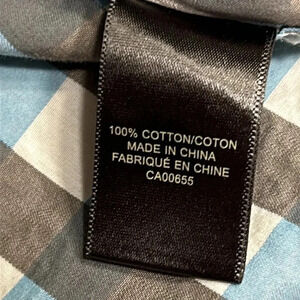 100% COTTON/COTON
MADE IN CHINA
FABRIQUÉ EN CHINE
CA00655